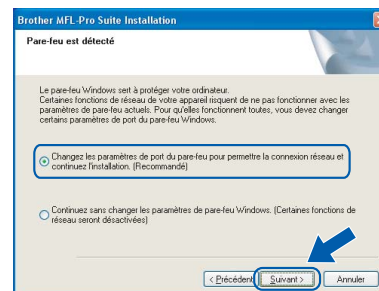 Brother MFL-Pro Suite Installation
Pare-feu est détecté
Le pare-feu Windows sert à protéger votre ordinateur.
Certaines fonctions de réseau de votre appareil risquent de ne pas fonctionner avec les
paramètres de pare-feu actuels. Pour qu'elles fonctionnent toutes, vous devez changer
certains paramètres de port du pare-feu Windows.
Changez les paramètres de port du pare-feu pour permettre la connexion réseau et
continuez l'installation. (Recommandé)
Continuez sans changer les paramètres de pare-feu Windows. (Certaines fonctions de
réseau seront désactivées)
< Précédent
Suivant >
Annuler